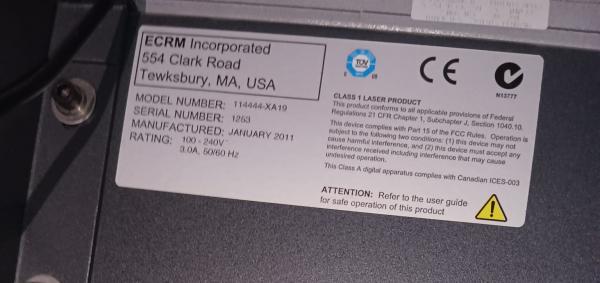 ECRM Incorporated
554 Clark Road
Tewksbury, MA, USA
MODEL NUMBER: 114444-XA19
SERIAL NUMBER: 1253
MANUFACTURED: JANUARY 2011
RATING: 100 - 240V~
3.0A, 50/60 Hz
TÜV
CE
N13777
CLASS 1 LASER PRODUCT
This product conforms to all applicable provisions of Federal
Regulations 21 CFR Chapter 1, Subchapter J, Section 1040.10.
This device complies with Part 15 of the FCC Rules. Operation is
subject to the following two conditions: (1) this device may not
cause harmful interference, and (2) this device must accept any
interference received including interference that may cause
undesired operation.
This Class A digital apparatus complies with Canadian ICES-003
ATTENTION: Refer to the user guide
for safe operation of this product